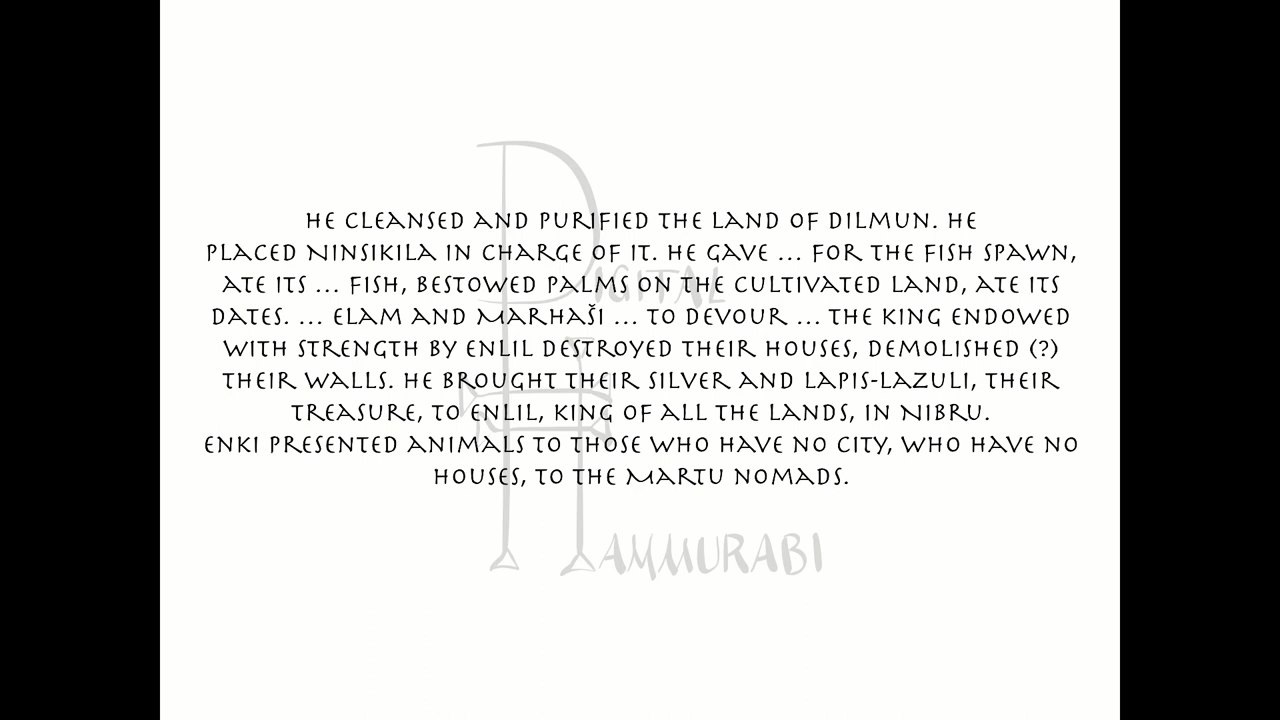 HE CLEANSED AND PURIFIED THE LAND OF DILMUN. HE
PLACED NINSIKILA IN CHARGE OF IT. HE GAVE … FOR THE FISH SPAWN,
ATE ITS … FISH, BESTOWED PALMS ON THE CULTIVATED LAND, ATE ITS
DATES. … ELAM AND MARHAŠI … TO DEVOUR … THE KING ENDOWED
WITH STRENGTH BY ENLIL DESTROYED THEIR HOUSES, DEMOLISHED (?)
THEIR WALLS. HE BROUGHT THEIR SILVER AND LAPIS-LAZULI, THEIR
TREASURE, TO ENLIL, KING OF ALL THE LANDS, IN NIBRU.
ENKI PRESENTED ANIMALS TO THOSE WHO HAVE NO CITY, WHO HAVE NO
HOUSES, TO THE MARTU NOMADS.
DIGITAL
HAMMURABI